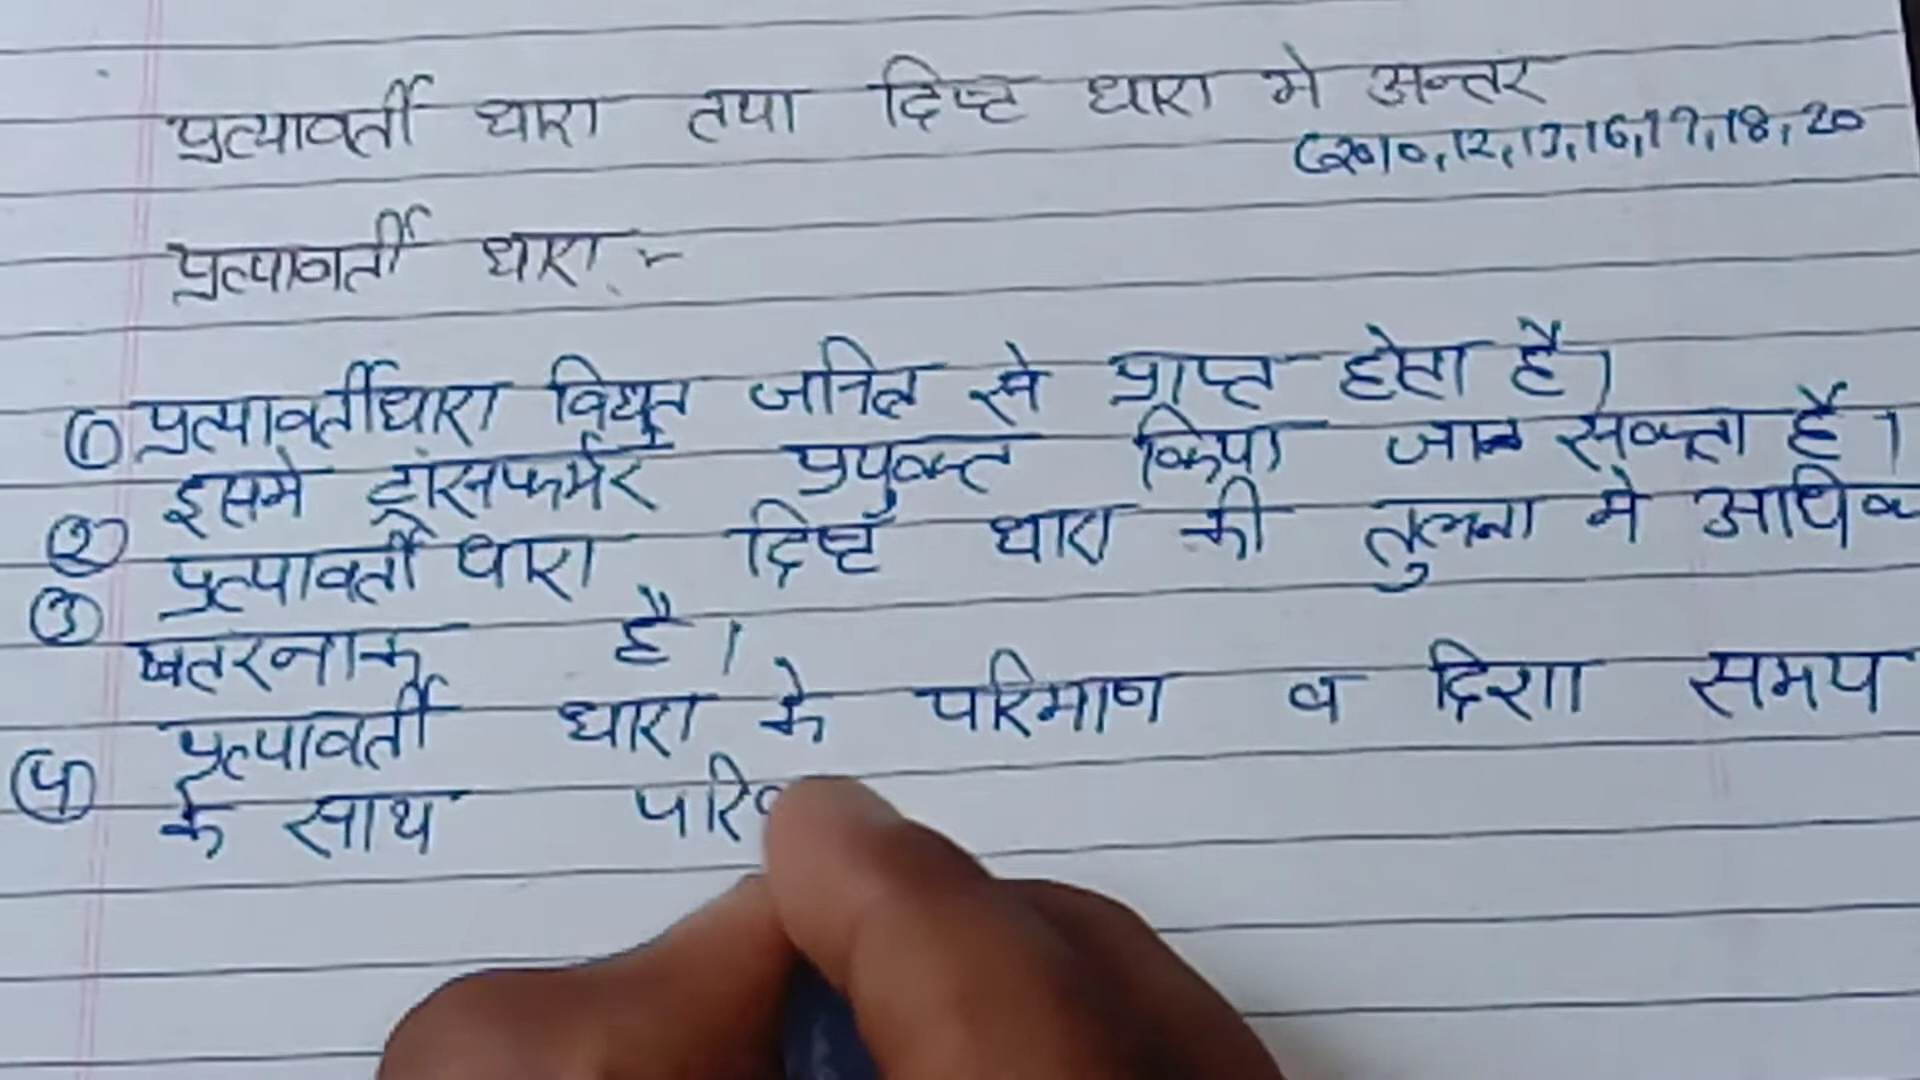 प्रत्यावर्ती धारा तथा दिष्ट धारा मे अन्तर
(2010,12,13,16,17,18,20
प्रत्यावर्ती धारा :-
① प्रत्यावर्तीधारा विद्युत जनित्र से प्राप्त होता है।
② इसमे ट्रांसफार्मर प्रयुक्त किया जा सकता है।
③ प्रत्यावर्ती धारा दिष्ट धारा की तुलना मे अधिक
खतरनाक है।
④ प्रत्यावर्ती धारा के परिमाण व दिशा समय
के साथ परिव